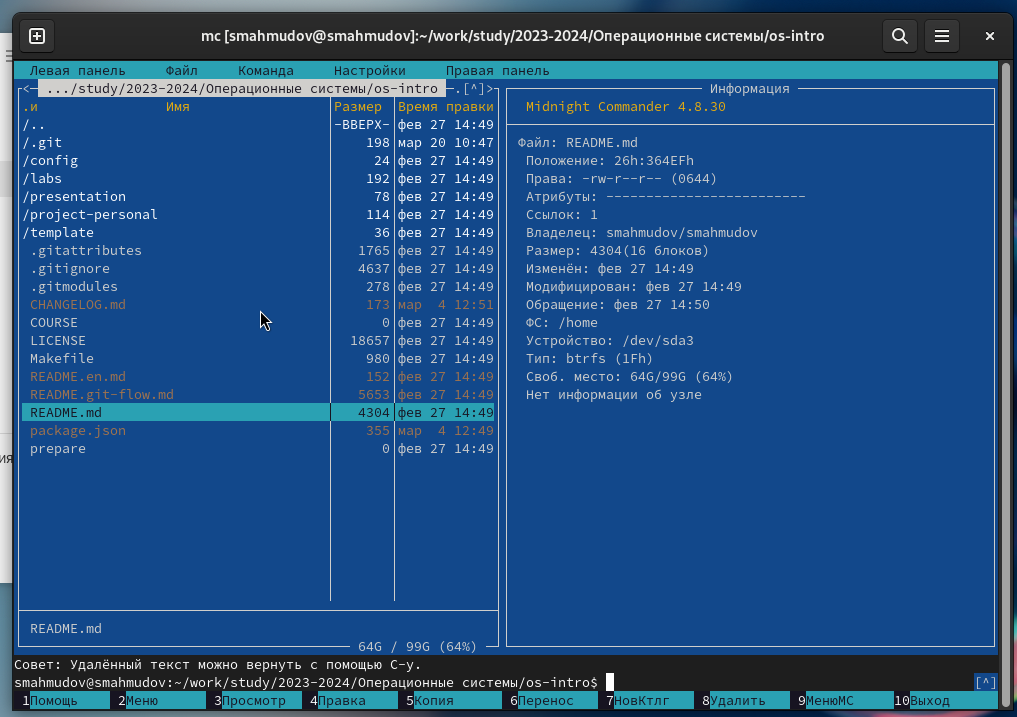 mc [smahmudov@smahmudov]:~/work/study/2023-2024/Операционные системы/os-intro
Левая панель Файл Команда Настройки Правая панель
<─ .../study/2023-2024/Операционные системы/os-intro ─.[^]>
.и Имя Размер Время правки
/.. -ВВЕРХ- фев 27 14:49
/.git 198 мар 20 10:47
/config 24 фев 27 14:49
/labs 192 фев 27 14:49
/presentation 78 фев 27 14:49
/project-personal 114 фев 27 14:49
/template 36 фев 27 14:49
.gitattributes 1765 фев 27 14:49
.gitignore 4637 фев 27 14:49
.gitmodules 278 фев 27 14:49
CHANGELOG.md 173 мар 4 12:51
COURSE 0 фев 27 14:49
LICENSE 18657 фев 27 14:49
Makefile 980 фев 27 14:49
README.en.md 152 фев 27 14:49
README.git-flow.md 5653 фев 27 14:49
README.md 4304 фев 27 14:49
package.json 355 мар 4 12:49
prepare 0 фев 27 14:49
README.md
64G / 99G (64%)
Информация
Midnight Commander 4.8.30
Файл: README.md
Положение: 26h:364EFh
Права: -rw-r--r-- (0644)
Атрибуты: -------------------------
Ссылок: 1
Владелец: smahmudov/smahmudov
Размер: 4304(16 блоков)
Изменён: фев 27 14:49
Модифицирован: фев 27 14:49
Обращение: фев 27 14:50
ФС: /home
Устройство: /dev/sda3
Тип: btrfs (1Fh)
Своб. место: 64G/99G (64%)
Нет информации об узле
Совет: Удалённый текст можно вернуть с помощью C-y.
smahmudov@smahmudov:~/work/study/2023-2024/Операционные системы/os-intro$ [^]
1Помощь 2Меню 3Просмотр 4Правка 5Копия 6Перенос 7НовКтлг 8Удалить 9МенюMC 10Выход
ия